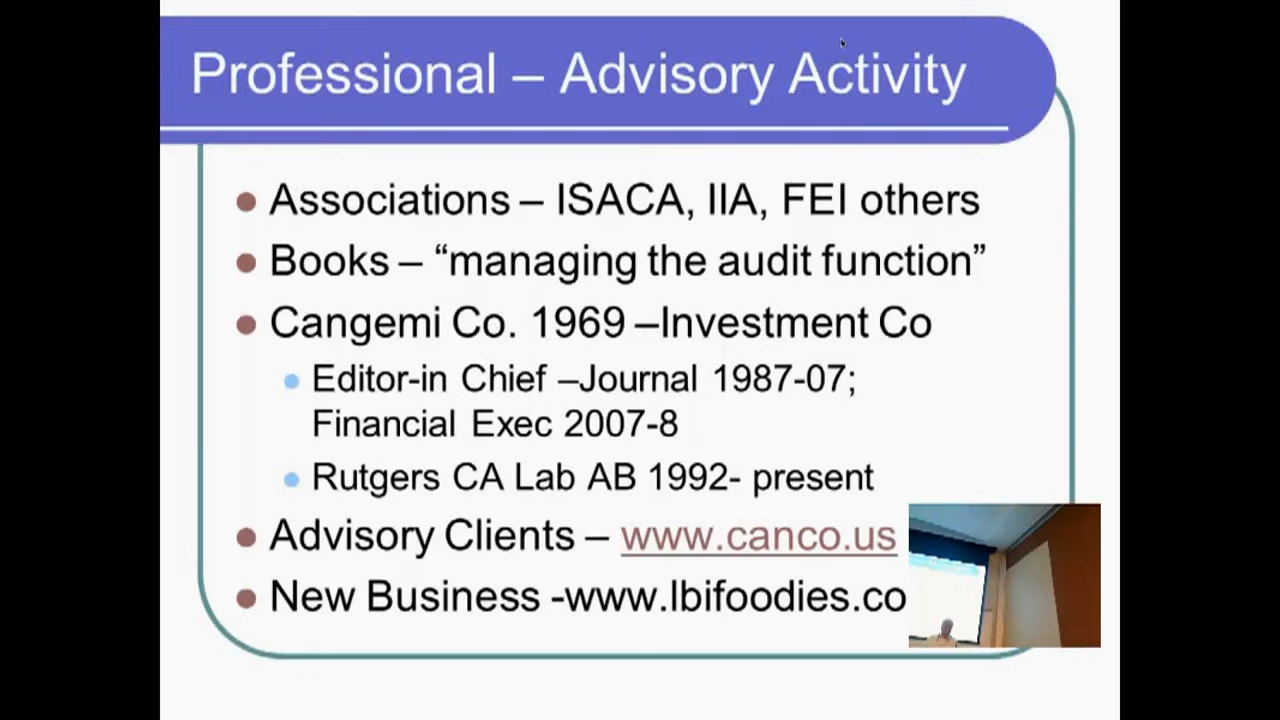 Professional – Advisory Activity
Associations – ISACA, IIA, FEI others
Books – “managing the audit function”
Cangemi Co. 1969 –Investment Co
Editor-in Chief –Journal 1987-07;
Financial Exec 2007-8
Rutgers CA Lab AB 1992- present
Advisory Clients – www.canco.us
New Business -www.lbifoodies.co